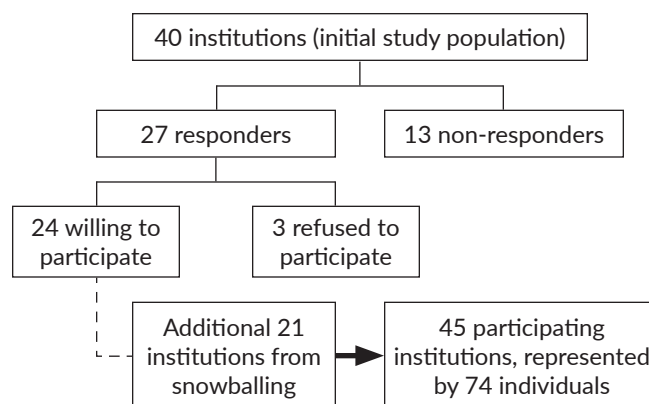 40 institutions (initial study population)
27 responders
13 non-responders
24 willing to
participate
3 refused to
participate
Additional 21
institutions from
snowballing
45 participating
institutions, represented
by 74 individuals